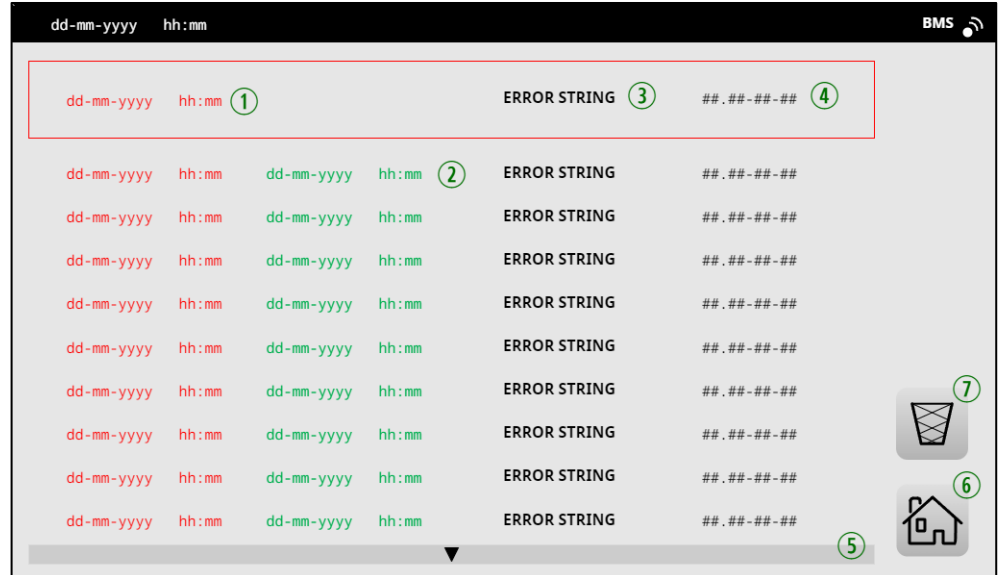 dd-mm-yyyy hh:mm BMS
dd-mm-yyyy hh:mm ① ERROR STRING ③ ##.##-##-## ④
dd-mm-yyyy hh:mm dd-mm-yyyy hh:mm ② ERROR STRING ##.##-##-##
dd-mm-yyyy hh:mm dd-mm-yyyy hh:mm ERROR STRING ##.##-##-##
dd-mm-yyyy hh:mm dd-mm-yyyy hh:mm ERROR STRING ##.##-##-##
dd-mm-yyyy hh:mm dd-mm-yyyy hh:mm ERROR STRING ##.##-##-##
dd-mm-yyyy hh:mm dd-mm-yyyy hh:mm ERROR STRING ##.##-##-##
dd-mm-yyyy hh:mm dd-mm-yyyy hh:mm ERROR STRING ##.##-##-##
⑦
dd-mm-yyyy hh:mm dd-mm-yyyy hh:mm ERROR STRING ##.##-##-##
dd-mm-yyyy hh:mm dd-mm-yyyy hh:mm ERROR STRING ##.##-##-##
⑥
dd-mm-yyyy hh:mm dd-mm-yyyy hh:mm ERROR STRING ##.##-##-##
⑤